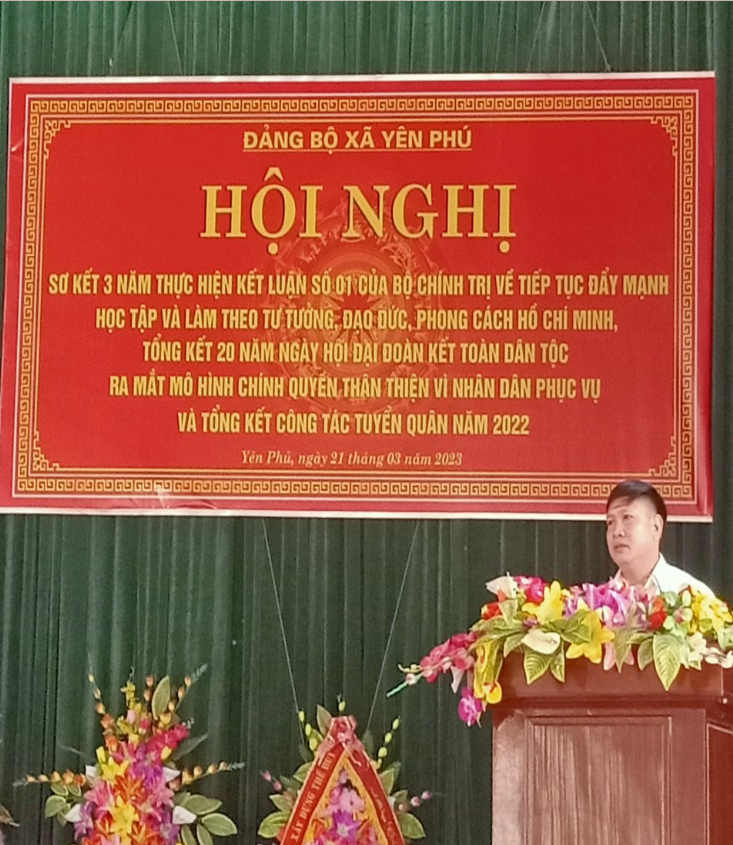 ĐẢNG BỘ XÃ YÊN PHÚ
HỘI NGHỊ
SƠ KẾT 3 NĂM THỰC HIỆN KẾT LUẬN SỐ 01 CỦA BỘ CHÍNH TRỊ VỀ TIẾP TỤC ĐẨY MẠNH
HỌC TẬP VÀ LÀM THEO TƯ TƯỞNG, ĐẠO ĐỨC, PHONG CÁCH HỒ CHÍ MINH,
TỔNG KẾT 20 NĂM NGÀY HỘI ĐẠI ĐOÀN KẾT TOÀN DÂN TỘC
RA MẮT MÔ HÌNH CHÍNH QUYỀN THÂN THIỆN VÌ NHÂN DÂN PHỤC VỤ
VÀ TỔNG KẾT CÔNG TÁC TUYỂN QUÂN NĂM 2022
Yên Phú, ngày 21 tháng 03 năm 2023
XÂY DỰNG THẾ